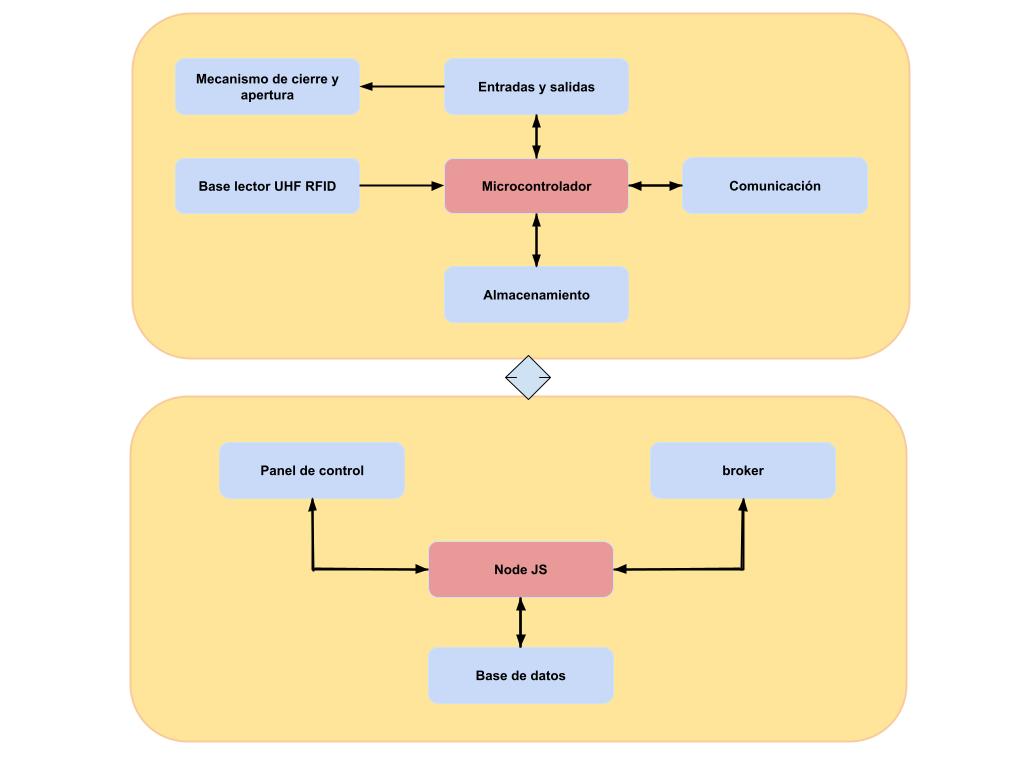 Mecanismo de cierre y
apertura
Entradas y salidas
Base lector UHF RFID
Microcontrolador
Comunicación
Almacenamiento
Panel de control
broker
Node JS
Base de datos